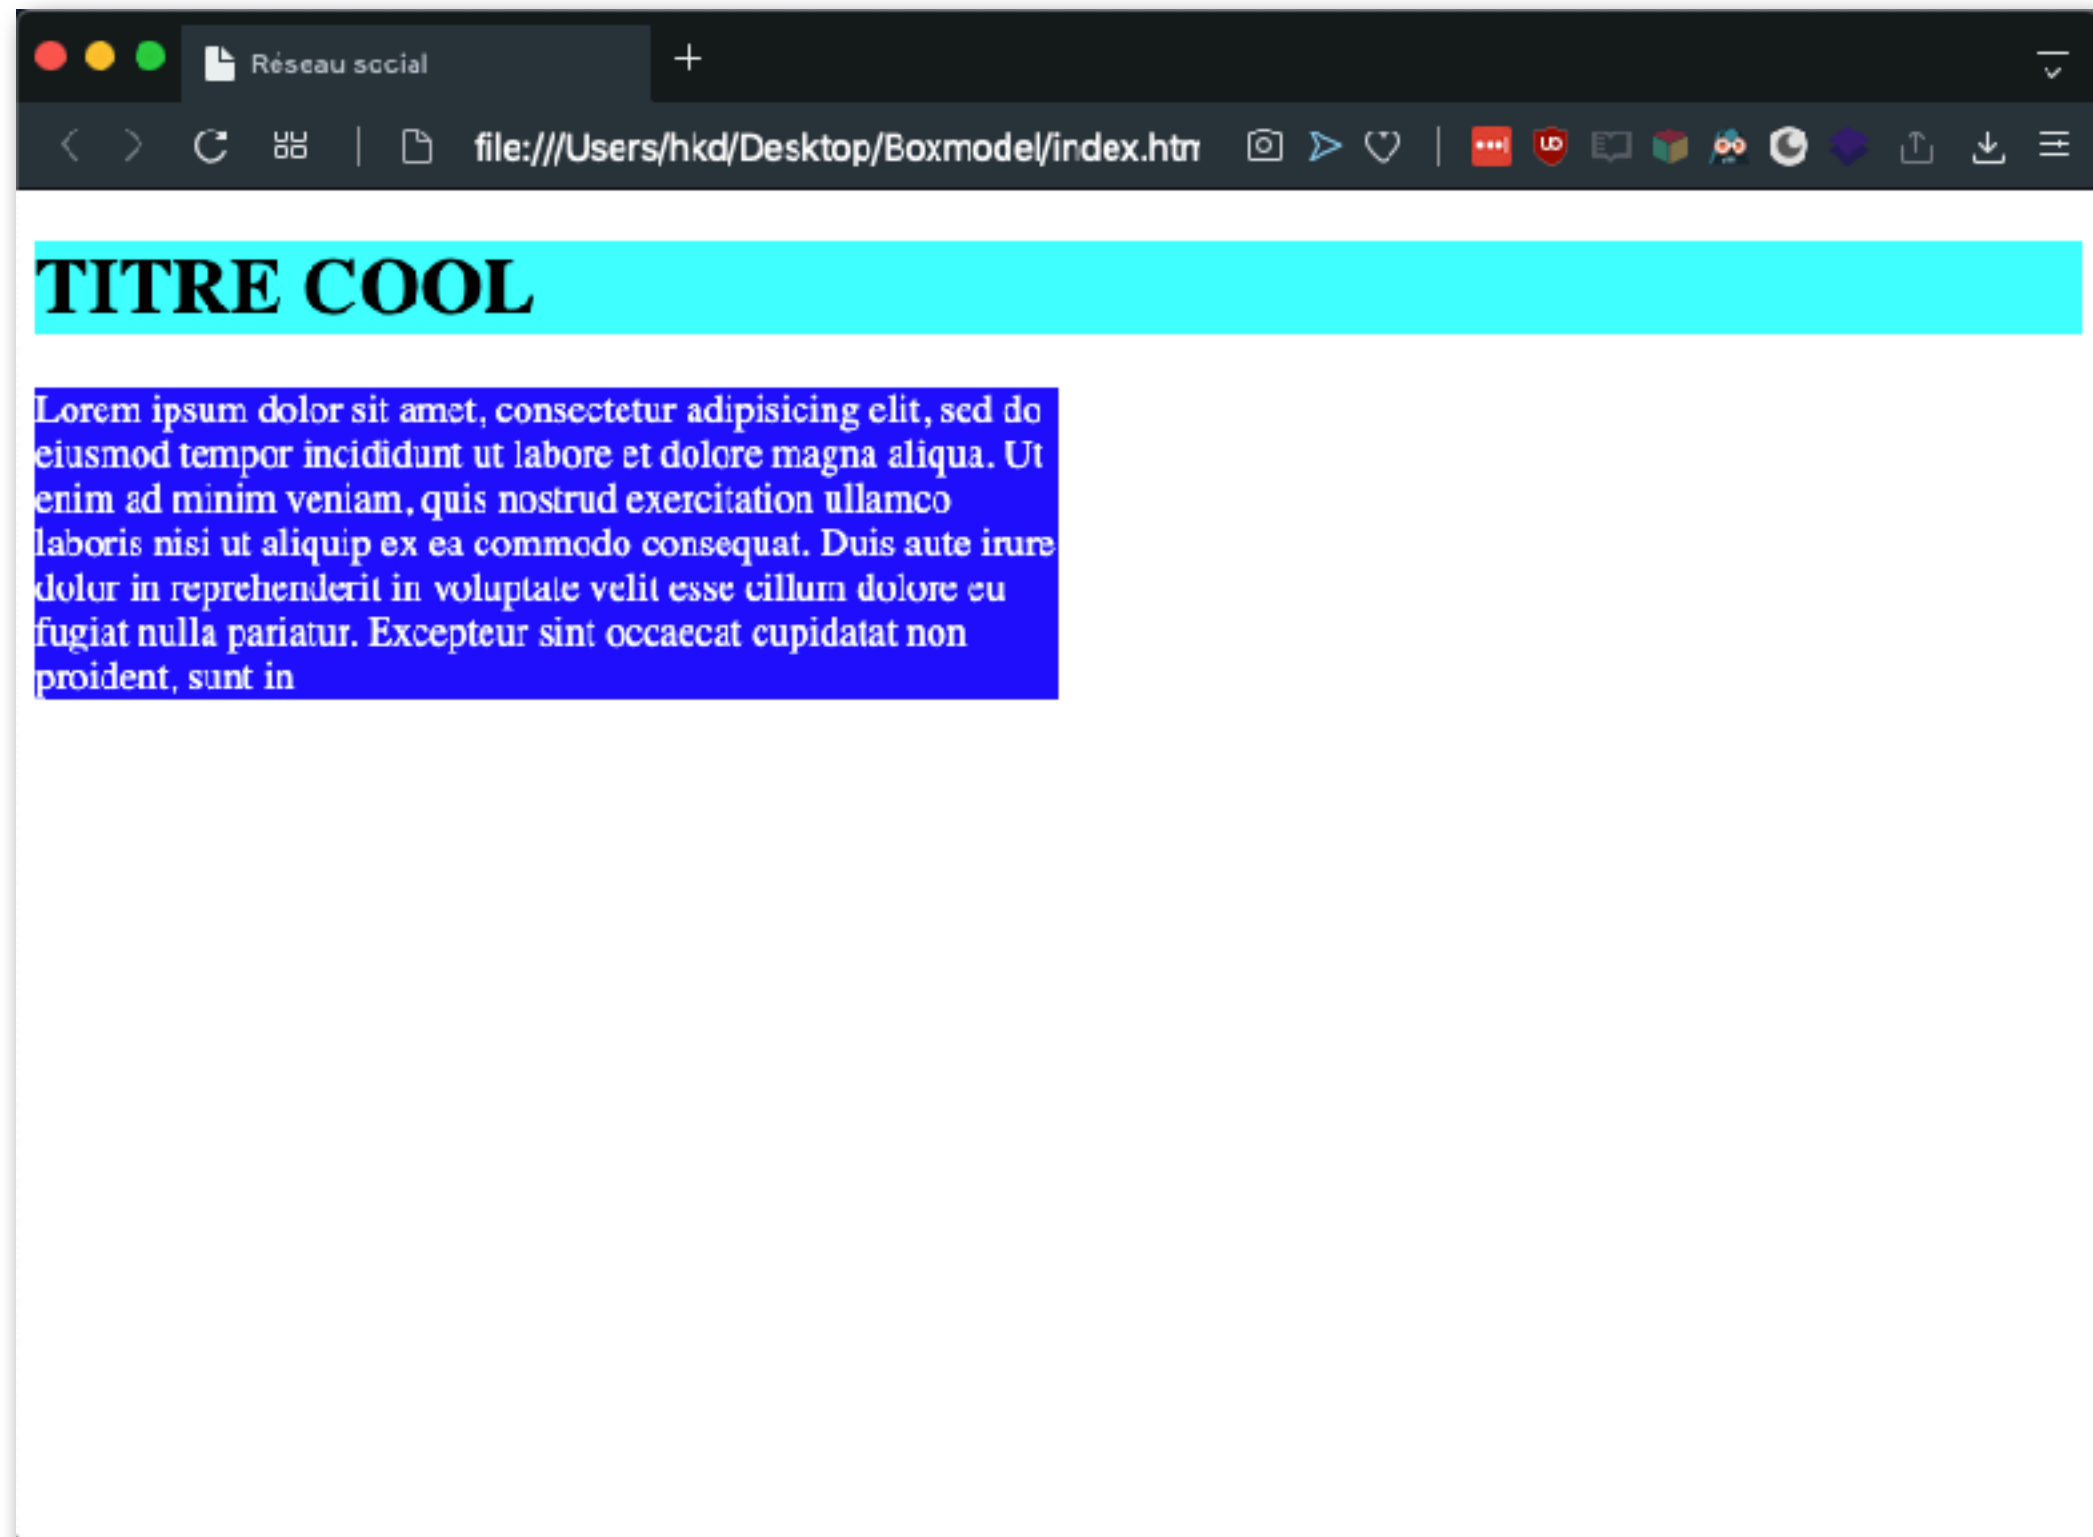 Réseau social
file:///Users/hkd/Desktop/Boxmodel/index.htm
TITRE COOL
Lorem ipsum dolor sit amet, consectetur adipisicing elit, sed do
eiusmod tempor incididunt ut labore et dolore magna aliqua. Ut
enim ad minim veniam, quis nostrud exercitation ullamco
laboris nisi ut aliquip ex ea commodo consequat. Duis aute irure
dolor in reprehenderit in voluptate velit esse cillum dolore eu
fugiat nulla pariatur. Excepteur sint occaecat cupidatat non
proident, sunt in